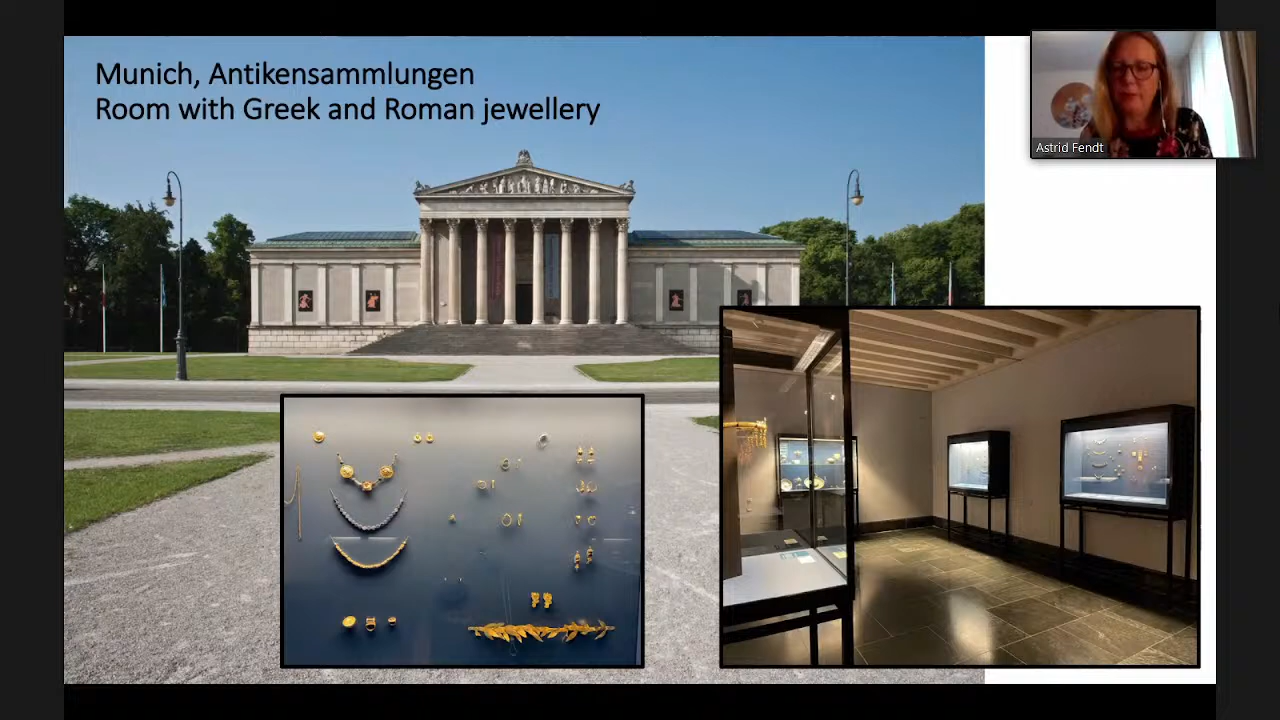 Munich, Antikensammlungen
Room with Greek and Roman jewellery
Astrid Fendt